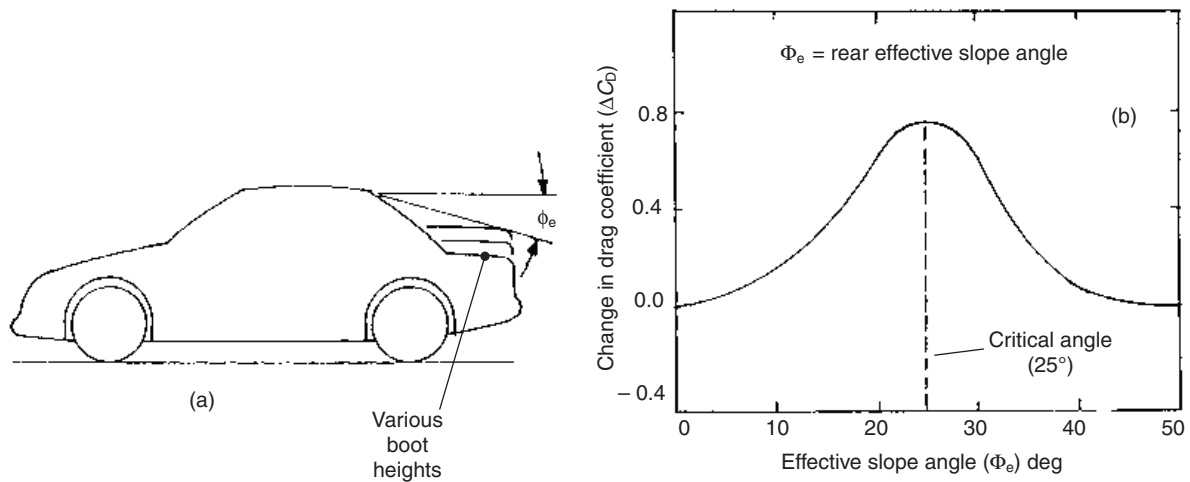 ϕe
(a)
Various
boot
heights
Φe = rear effective slope angle
(b)
Change in drag coefficient (ΔCD)
0.8
0.4
0.0
– 0.4
Critical angle
(25°)
0 10 20 30 40 50
Effective slope angle (Φe) deg